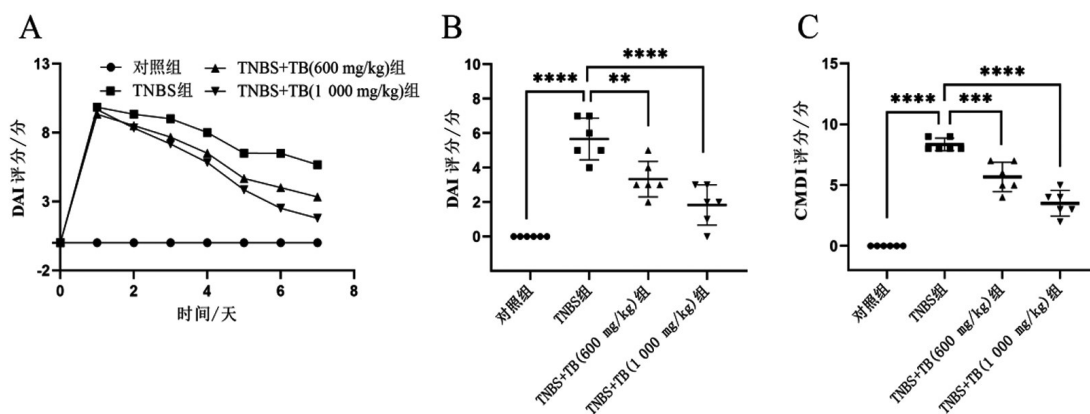 A
DAI 评分/分
13
8
3
-2
0
2
4
6
8
时间/天
对照组
TNBS组
TNBS+TB(600 mg/kg)组
TNBS+TB(1 000 mg/kg)组
B
DAI 评分/分
10
8
6
4
2
0
****
**
****
对照组
TNBS组
TNBS+TB(600 mg/kg)组
TNBS+TB(1 000 mg/kg)组
C
CMDI 评分/分
15
10
5
0
****
***
****
对照组
TNBS组
TNBS+TB(600 mg/kg)组
TNBS+TB(1 000 mg/kg)组